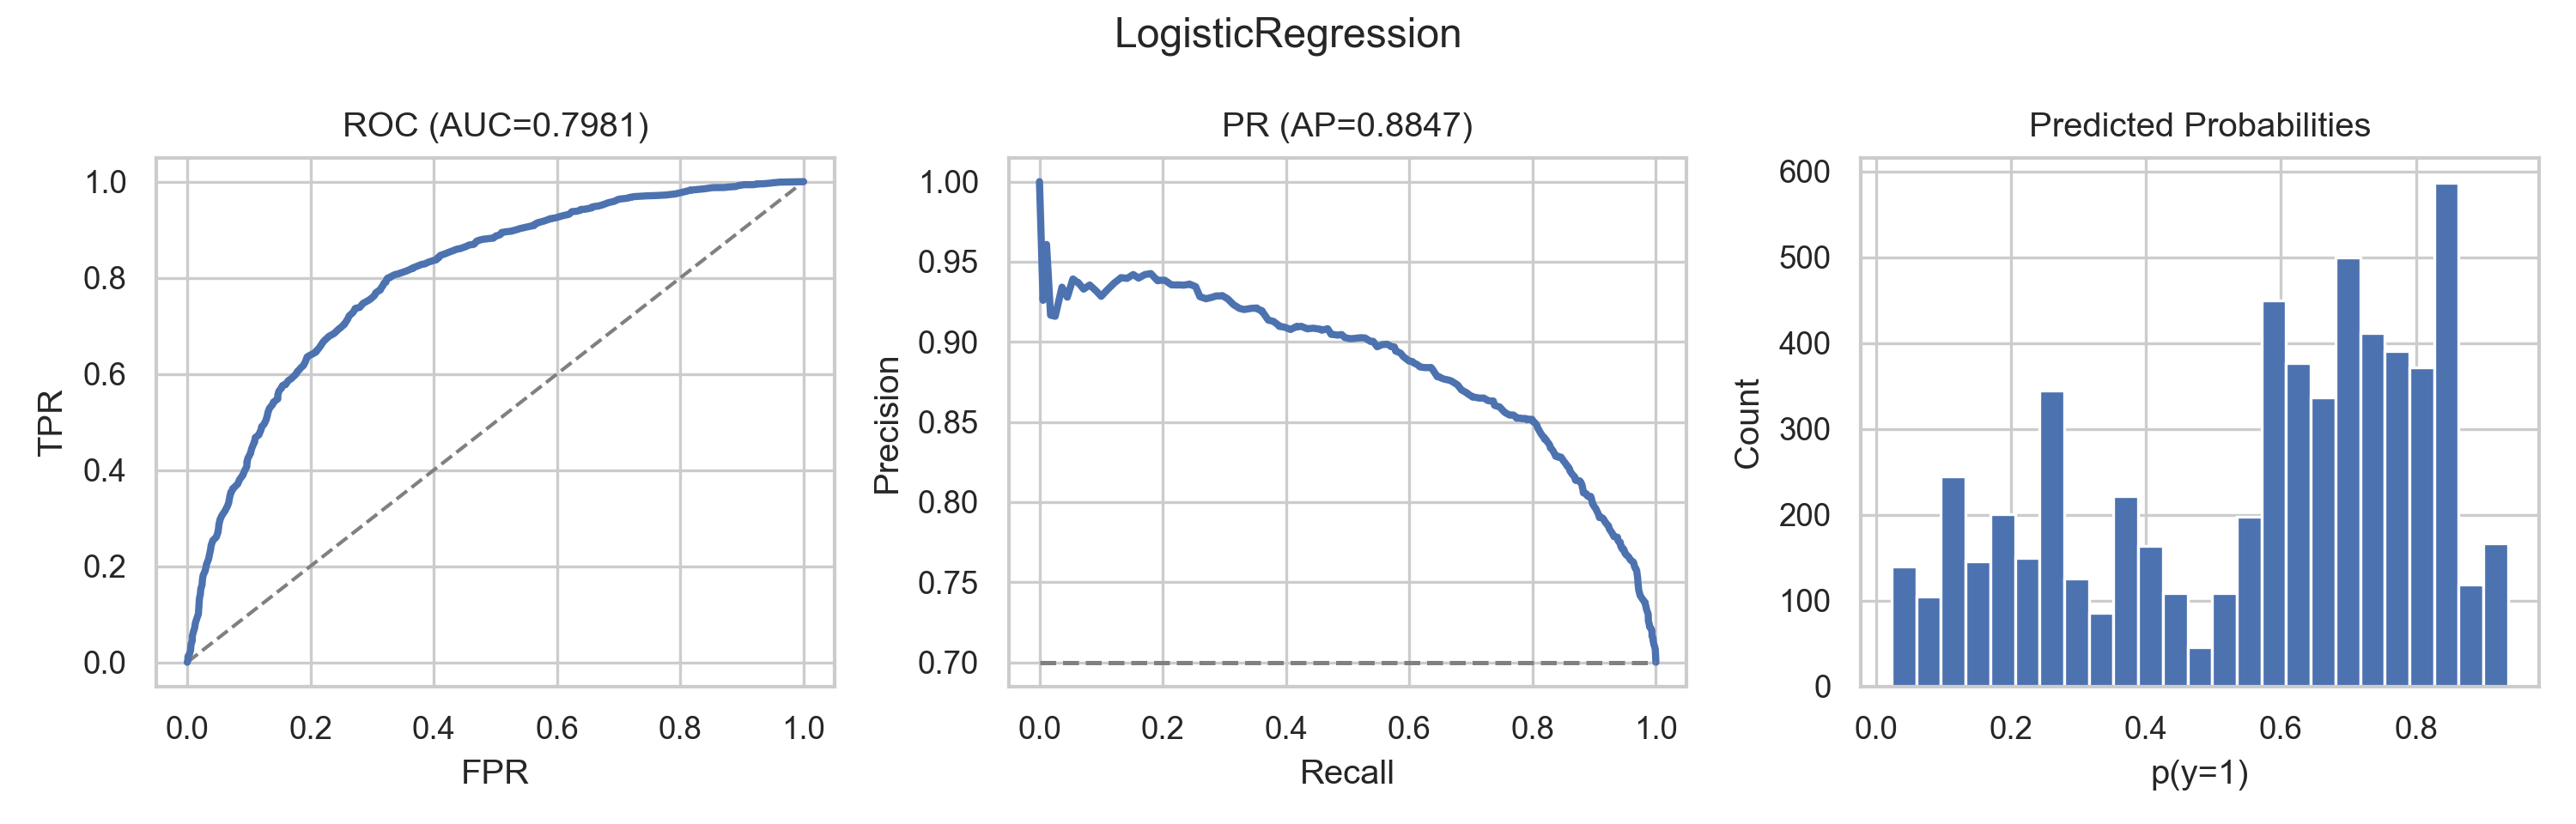 LogisticRegression
ROC (AUC=0.7981)
TPR
1.0
0.8
0.6
0.4
0.2
0.0
0.0 0.2 0.4 0.6 0.8 1.0
FPR
PR (AP=0.8847)
Precision
1.00
0.95
0.90
0.85
0.80
0.75
0.70
0.0 0.2 0.4 0.6 0.8 1.0
Recall
Predicted Probabilities
Count
600
500
400
300
200
100
0
0.0 0.2 0.4 0.6 0.8
p(y=1)